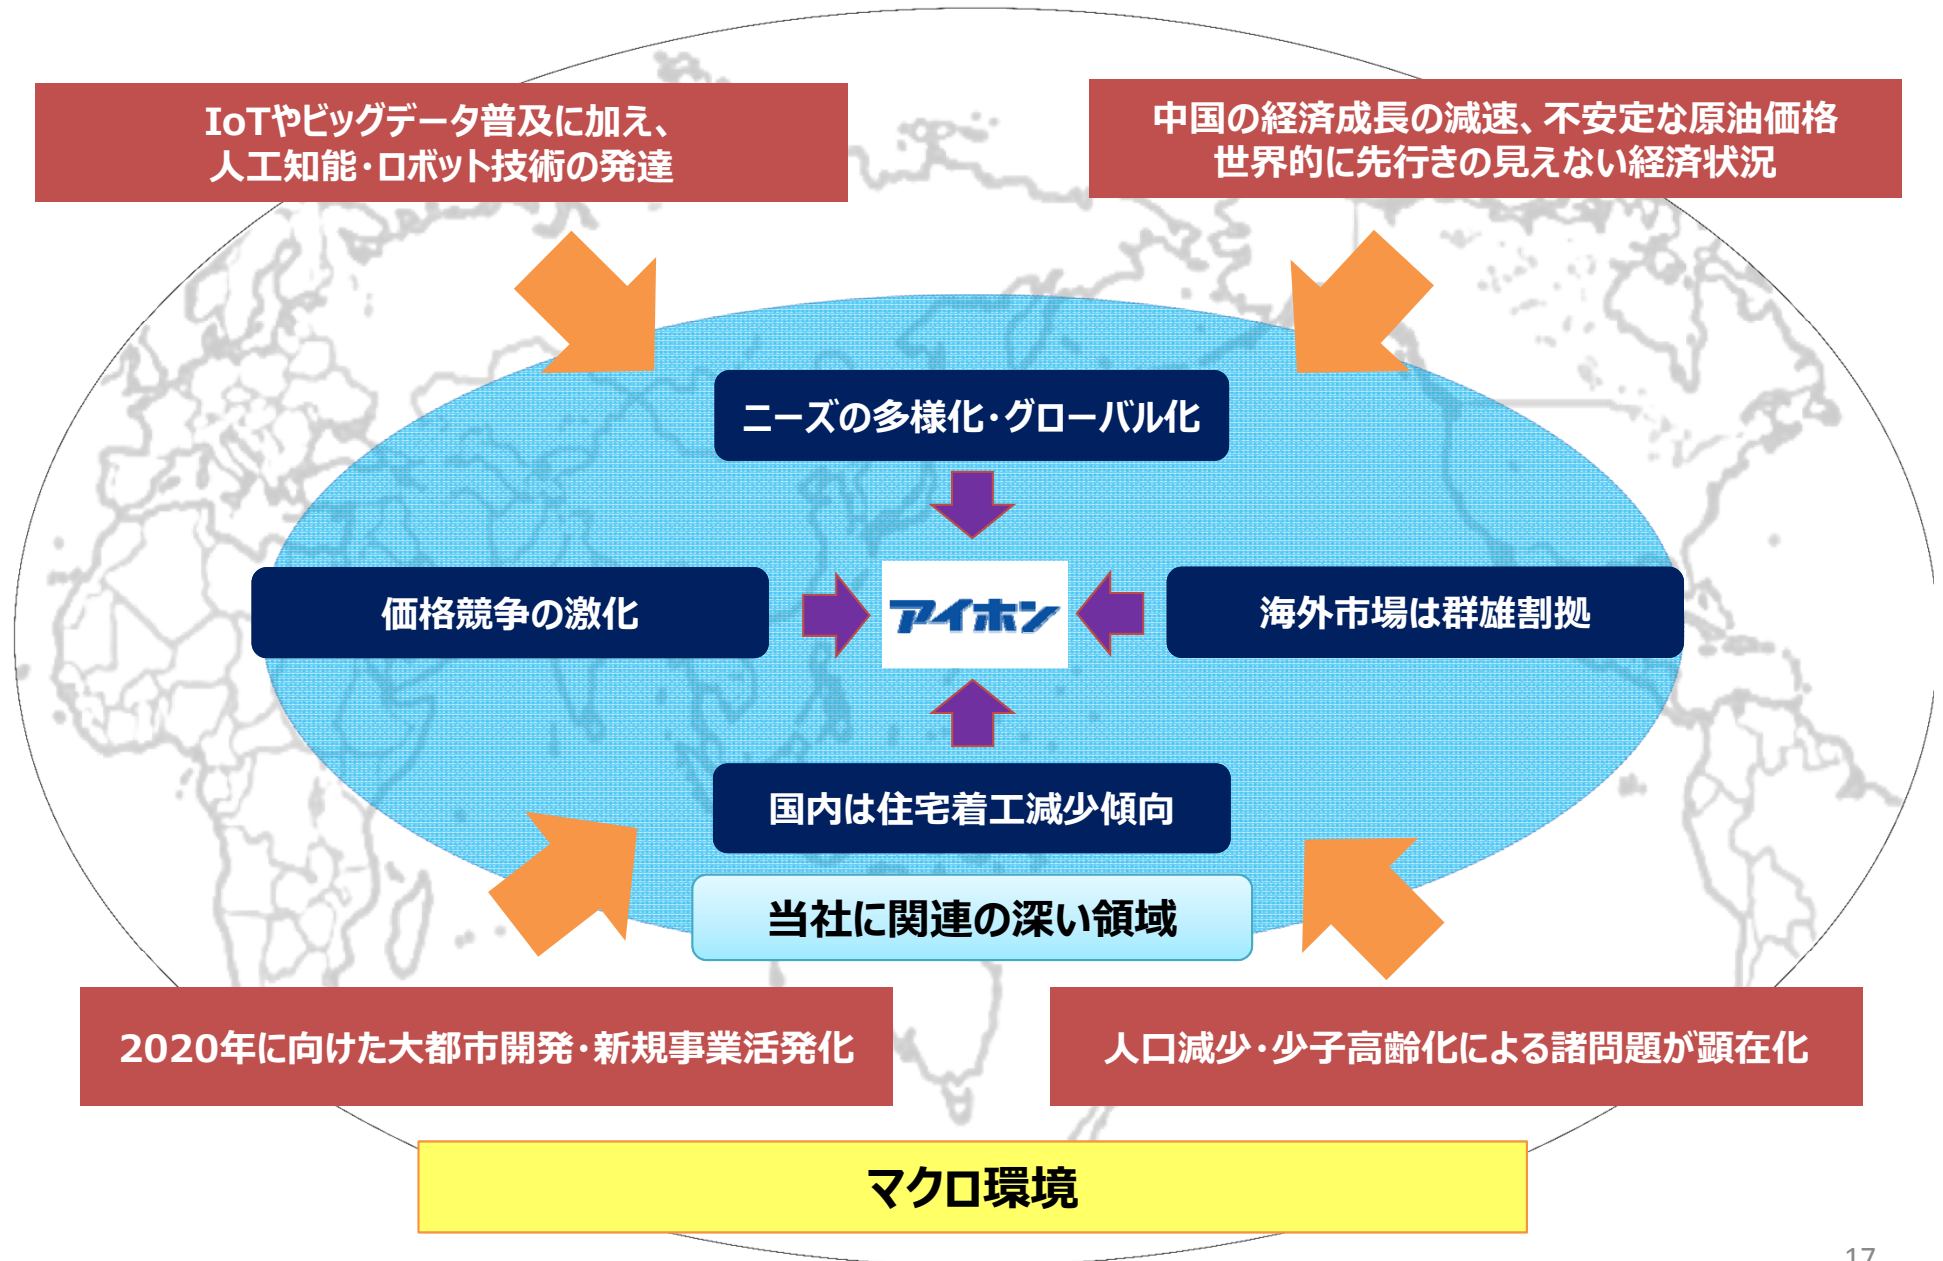 IoTやビッグデータ普及に加え、
人工知能・ロボット技術の発達
中国の経済成長の減速、不安定な原油価格
世界的に先行きの見えない経済状況
ニーズの多様化・グローバル化
価格競争の激化
アイホン
海外市場は群雄割拠
国内は住宅着工減少傾向
当社に関連の深い領域
2020年に向けた大都市開発・新規事業活発化
人口減少・少子高齢化による諸問題が顕在化
マクロ環境
17